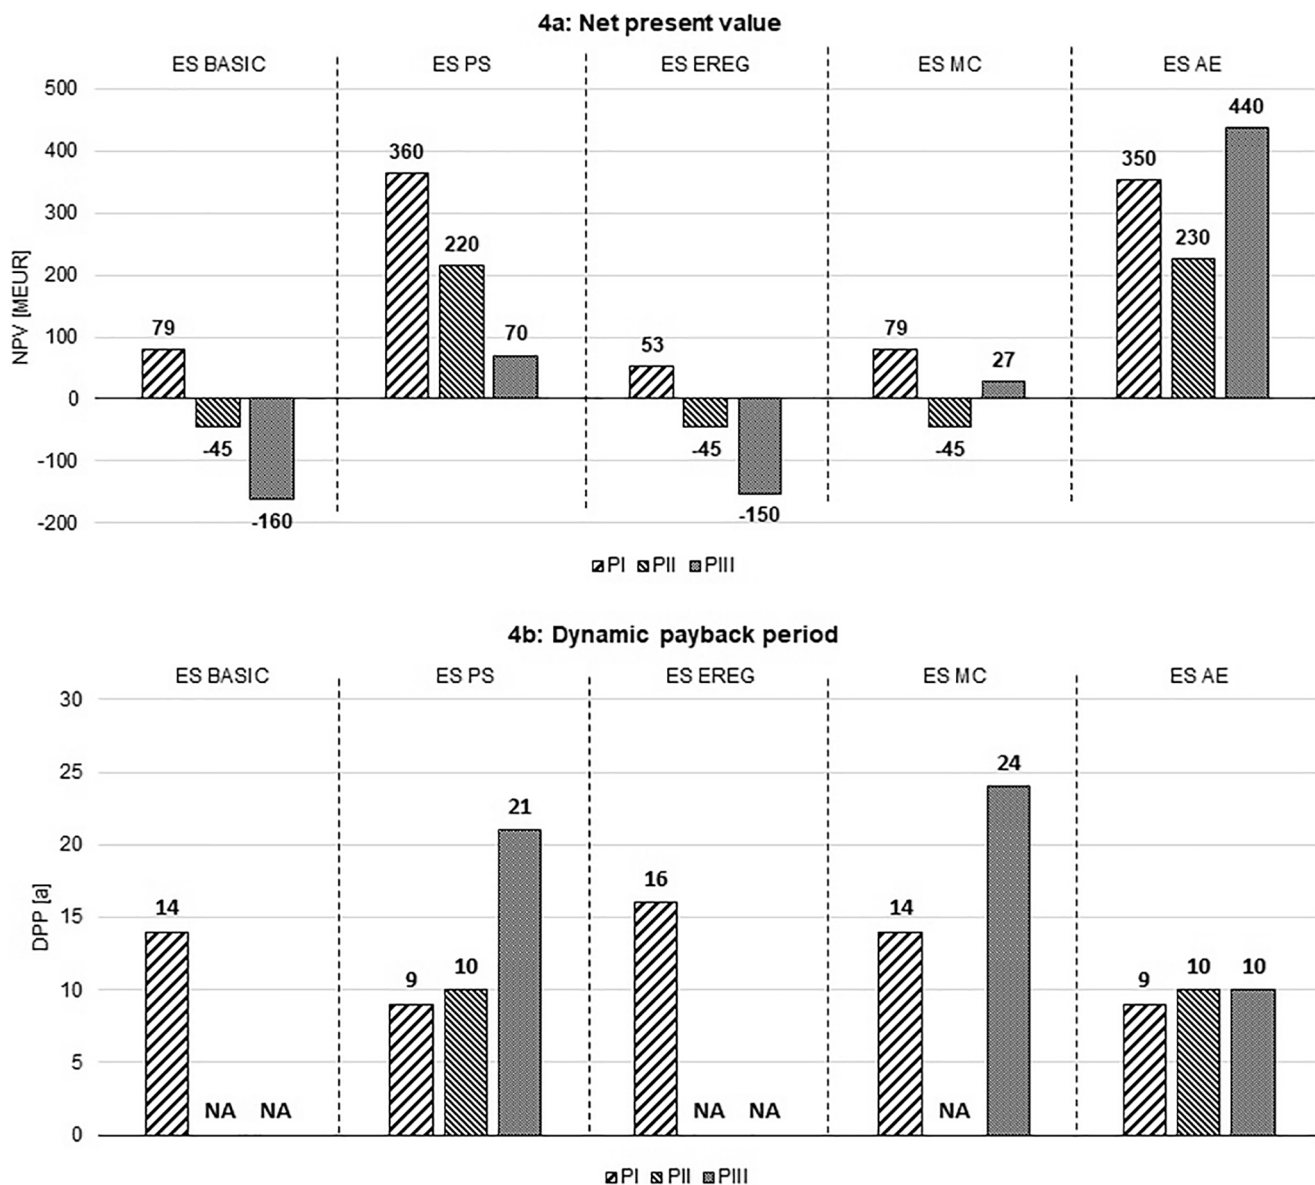 4a: Net present value
ES BASIC ES PS ES EREG ES MC ES AE
500
400
300
200
100
0
-100
-200
NPV [MEUR]
79 -45 -160
360 220 70
53 -45 -150
79 -45 27
350 230 440
PI PII PIII
4b: Dynamic payback period
ES BASIC ES PS ES EREG ES MC ES AE
30
25
20
15
10
5
0
DPP [a]
14 NA NA
9 10 21
16 NA NA
14 NA 24
9 10 10
PI PII PIII